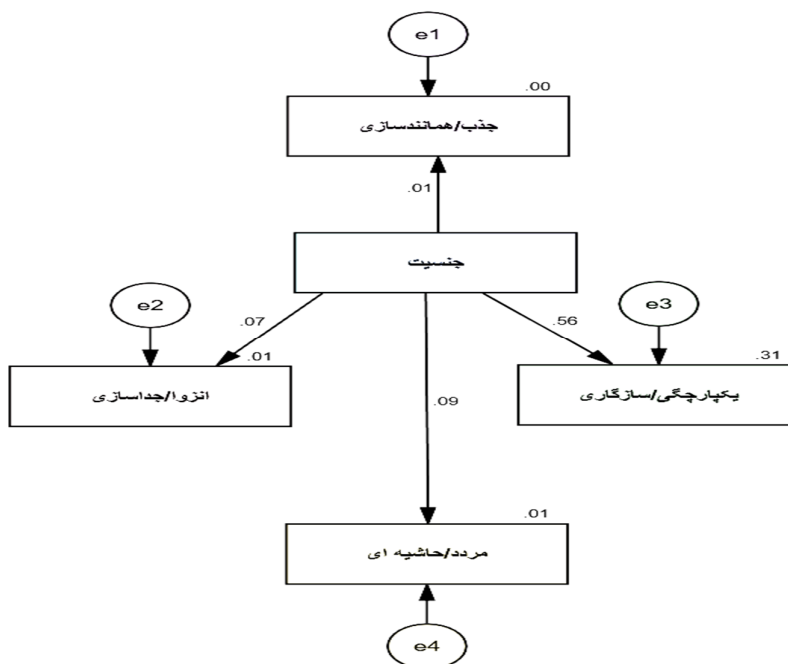 e1
.00
جذب/همانندسازی
.01
جنسیت
e2
e3
.07
.56
.01
.31
انزوا/جداسازی
.09
یکپارچگی/سازگاری
.01
مردد/حاشیه ای
e4